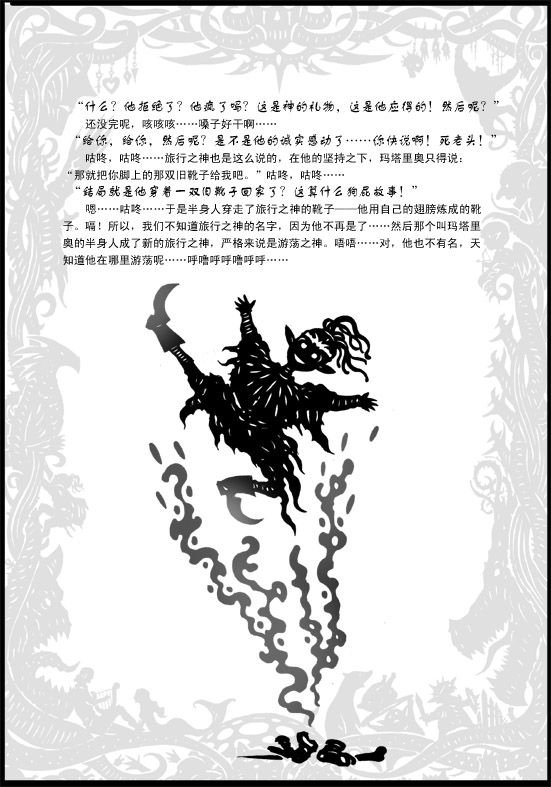 “什么？他拒绝了？他疯了吗？这是神的礼物，这是他应得的！然后呢？”
还没完呢，咳咳咳……嗓子好干啊……
“给你，给你，然后呢？是不是他的诚实感动了……你快说啊！死老头！”
咕咚，咕咚……旅行之神也是这么说的，在他的坚持之下，玛塔里奥只得说：
“那就把你脚上的那双旧靴子给我吧。”咕咚，咕咚……
“结局就是他穿着一双旧靴子回家了？这算什么狗屁故事！”
嗯……咕咚……于是半身人穿走了旅行之神的靴子——他用自己的翅膀炼成的靴
子。嗝！所以，我们不知道旅行之神的名字，因为他不再是了……然后那个叫玛塔里
奥的半身人成了新的旅行之神，严格来说是游荡之神。唔唔……对，他也不有名，天
知道他在哪里游荡呢……呼噜呼呼噜呼呼……